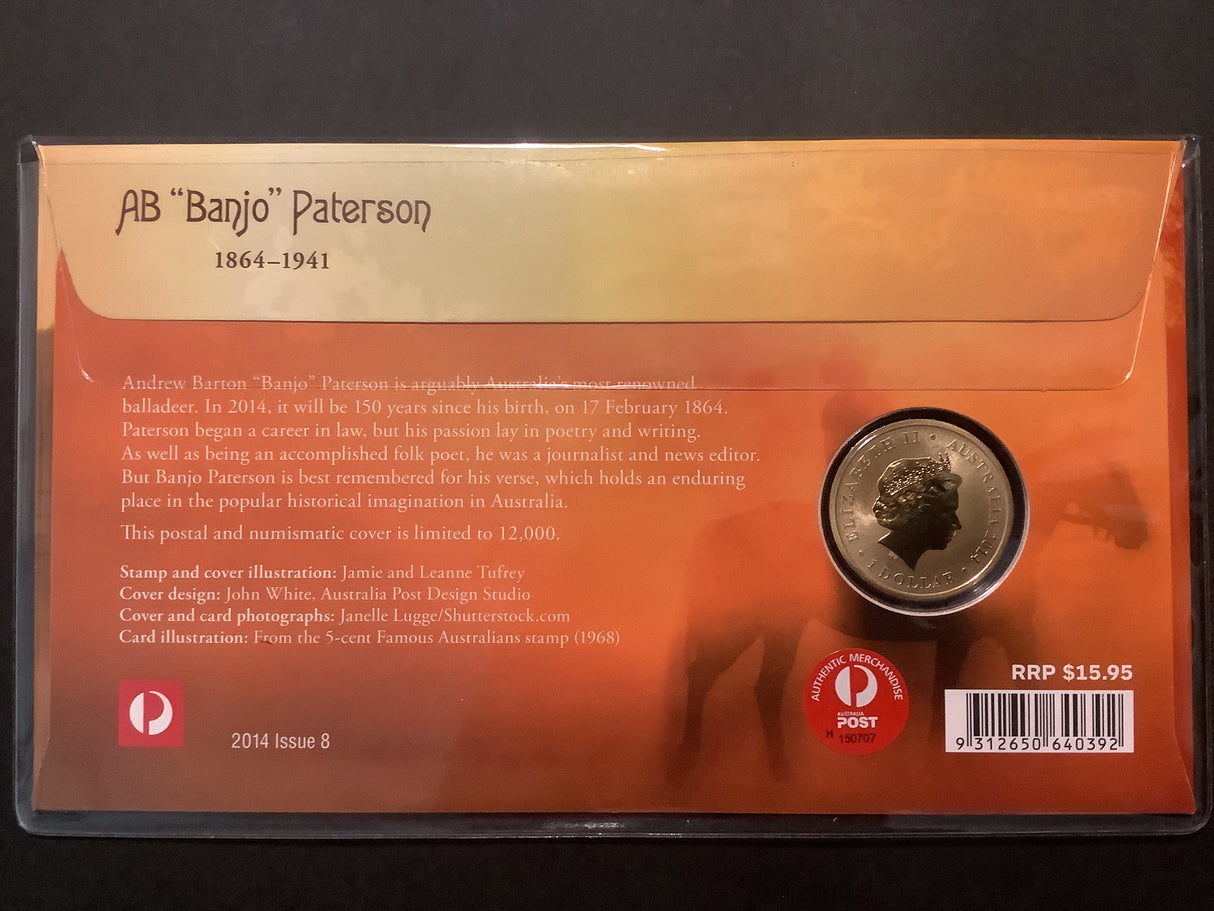 AB “Banjo” Paterson
1864–1941
Andrew Barton “Banjo” Paterson is arguably Australia's most renowned
balladeer. In 2014, it will be 150 years since his birth, on 17 February 1864.
Paterson began a career in law, but his passion lay in poetry and writing.
As well as being an accomplished folk poet, he was a journalist and news editor.
But Banjo Paterson is best remembered for his verse, which holds an enduring
place in the popular historical imagination in Australia.
This postal and numismatic cover is limited to 12,000.
Stamp and cover illustration: Jamie and Leanne Tufrey
Cover design: John White, Australia Post Design Studio
Cover and card photographs: Janelle Lugge/Shutterstock.com
Card illustration: From the 5-cent Famous Australians stamp (1968)
2014 Issue 8
ELIZABETH II • AUSTRALIA 2014
• 1 DOLLAR •
AUTHENTIC MERCHANDISE
AUSTRALIA
POST
H 150707
RRP $15.95
9 312650 640392